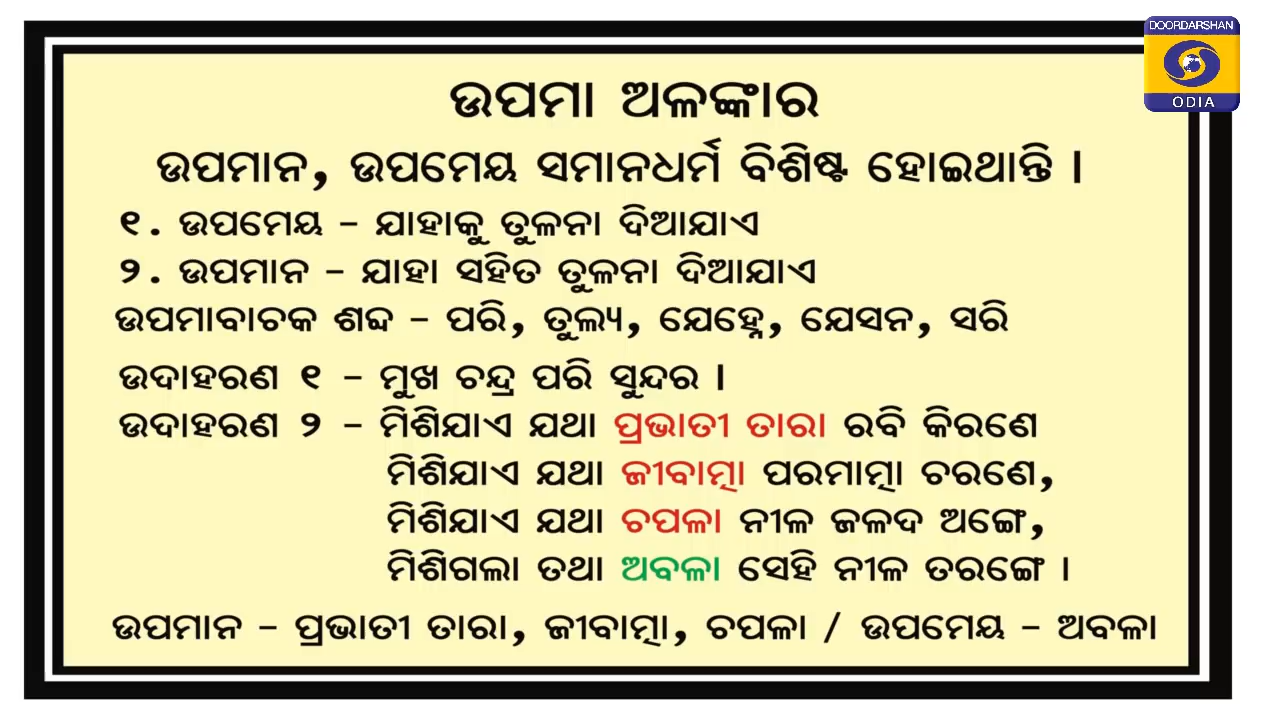 DOORDARSHAN
ODIA
ଉପମା ଅଳଙ୍କାର
ଉପମାନ, ଉପମେୟ ସମାନଧର୍ମ ବିଶିଷ୍ଟ ହୋଇଥାନ୍ତି ।
୧. ଉପମେୟ - ଯାହାକୁ ତୁଳନା ଦିଆଯାଏ
୨. ଉପମାନ - ଯାହା ସହିତ ତୁଳନା ଦିଆଯାଏ
ଉପମାବାଚକ ଶବ୍ଦ - ପରି, ତୁଲ୍ୟ, ଯେହ୍ନେ, ଯେସନ, ସରି
ଉଦାହରଣ ୧ - ମୁଖ ଚନ୍ଦ୍ର ପରି ସୁନ୍ଦର ।
ଉଦାହରଣ ୨ - ମିଶିଯାଏ ଯଥା ପ୍ରଭାତୀ ତାରା ରବି କିରଣେ
ମିଶିଯାଏ ଯଥା ଜୀବାତ୍ମା ପରମାତ୍ମା ଚରଣେ,
ମିଶିଯାଏ ଯଥା ଚପଳା ନୀଳ ଜଳଦ ଅଙ୍ଗେ,
ମିଶିଗଲା ତଥା ଅବଳା ସେହି ନୀଳ ତରଙ୍ଗେ ।
ଉପମାନ - ପ୍ରଭାତୀ ତାରା, ଜୀବାତ୍ମା, ଚପଳା / ଉପମେୟ - ଅବଳା